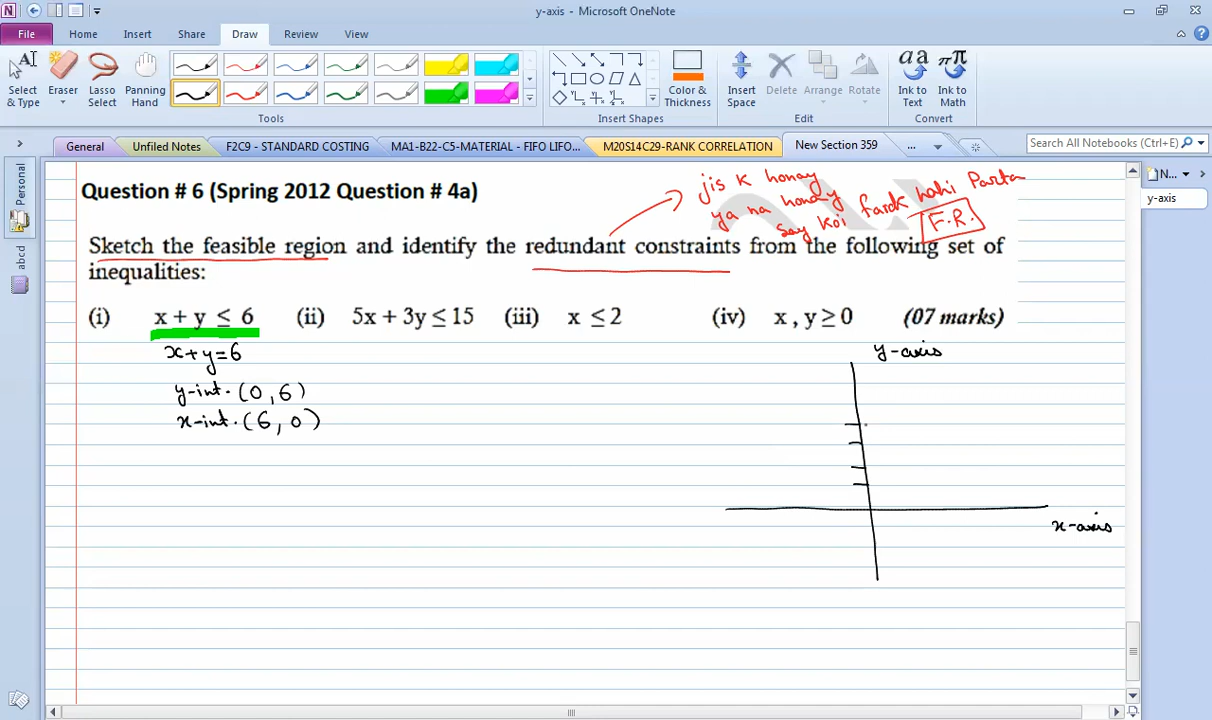 y-axis - Microsoft OneNote
File Home Insert Share Draw Review View
Select & Type
Eraser
Lasso Select
Panning Hand
Color & Thickness
Insert Space
Delete
Arrange
Rotate
Ink to Text
Ink to Math
Tools
Insert Shapes
Edit
Convert
General
Unfiled Notes
F2C9 - STANDARD COSTING
MA1-B22-C5-MATERIAL - FIFO LIFO...
M20S14C29-RANK CORRELATION
New Section 359
...
Search All Notebooks (Ctrl+E)
N...
y-axis
Personal
abcd
Question # 6 (Spring 2012 Question # 4a)
jis k honay
ya na honay
say koi farak nahi Parta
F.R.
Sketch the feasible region and identify the redundant constraints from the following set of
inequalities:
(i) x + y ≤ 6 (ii) 5x + 3y ≤ 15 (iii) x ≤ 2 (iv) x , y ≥ 0 (07 marks)
x+y=6
y-axis
y-int. (0,6)
x-int. (6,0)
x-axis